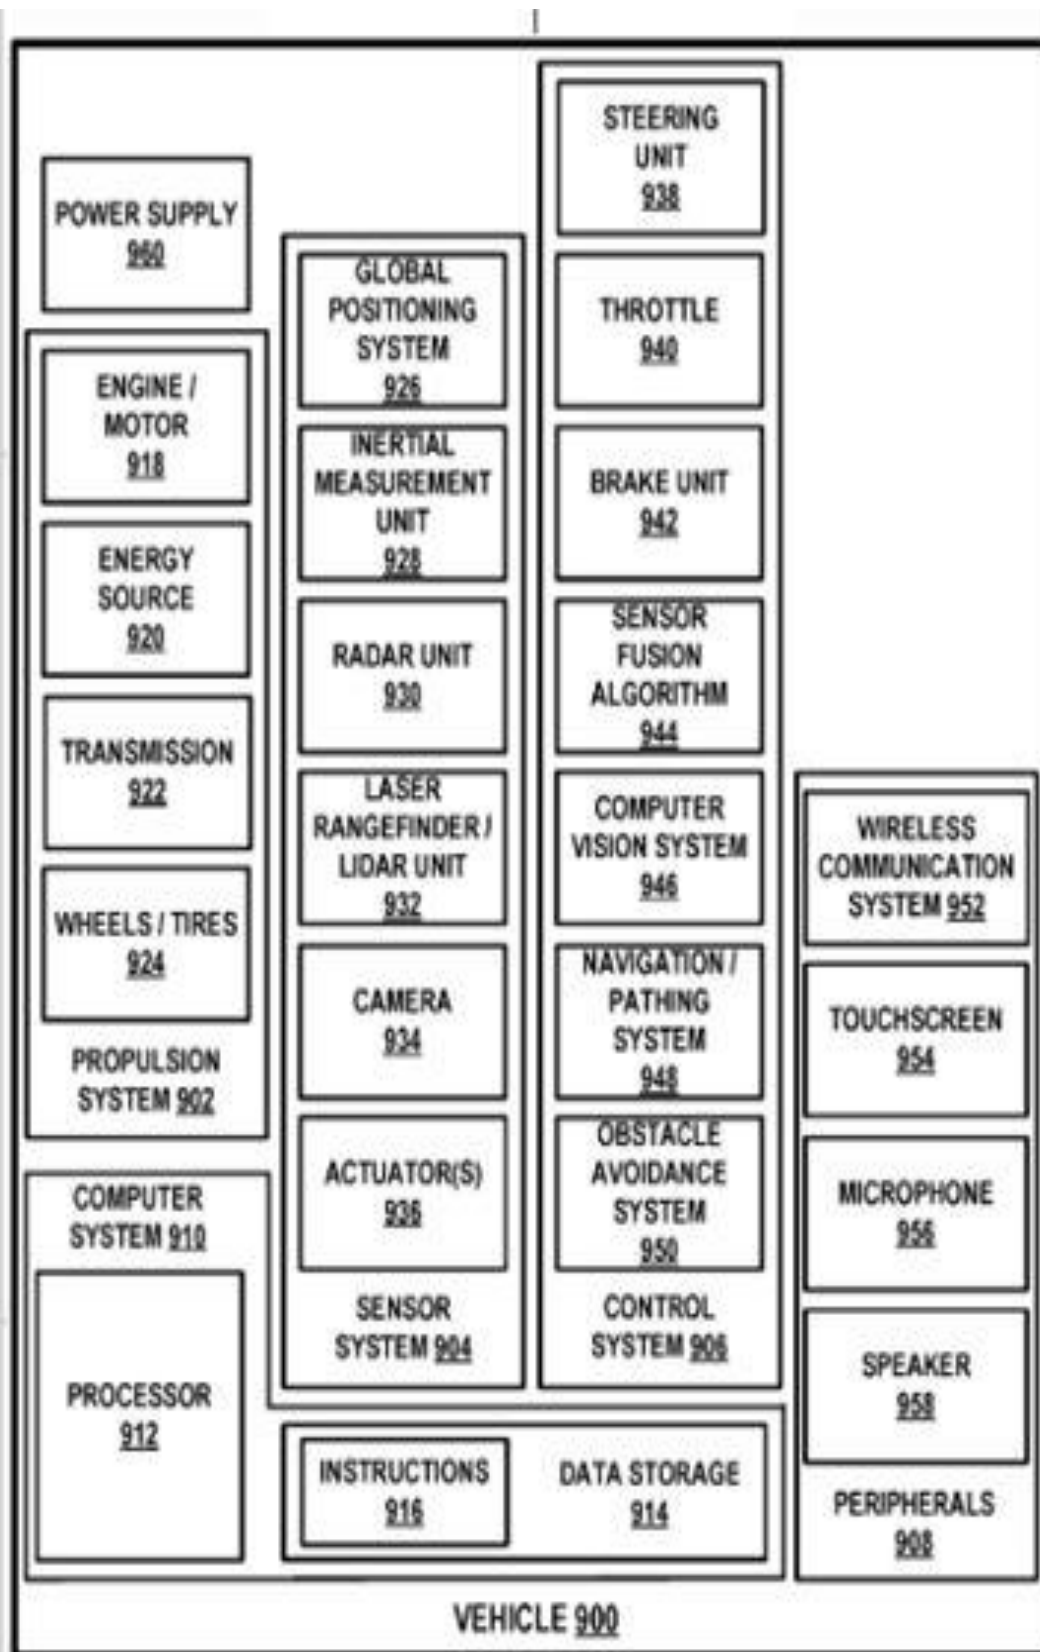 POWER SUPPLY
960
ENGINE /
MOTOR
918
ENERGY
SOURCE
920
TRANSMISSION
922
WHEELS / TIRES
924
PROPULSION
SYSTEM 902
COMPUTER
SYSTEM 910
PROCESSOR
912
GLOBAL
POSITIONING
SYSTEM
926
INERTIAL
MEASUREMENT
UNIT
928
RADAR UNIT
930
LASER
RANGEFINDER /
LIDAR UNIT
932
CAMERA
934
ACTUATOR(S)
936
SENSOR
SYSTEM 904
STEERING
UNIT
938
THROTTLE
940
BRAKE UNIT
942
SENSOR
FUSION
ALGORITHM
944
COMPUTER
VISION SYSTEM
946
NAVIGATION /
PATHING
SYSTEM
948
OBSTACLE
AVOIDANCE
SYSTEM
950
CONTROL
SYSTEM 906
INSTRUCTIONS
916
DATA STORAGE
914
WIRELESS
COMMUNICATION
SYSTEM 952
TOUCHSCREEN
954
MICROPHONE
956
SPEAKER
958
PERIPHERALS
908
VEHICLE 900